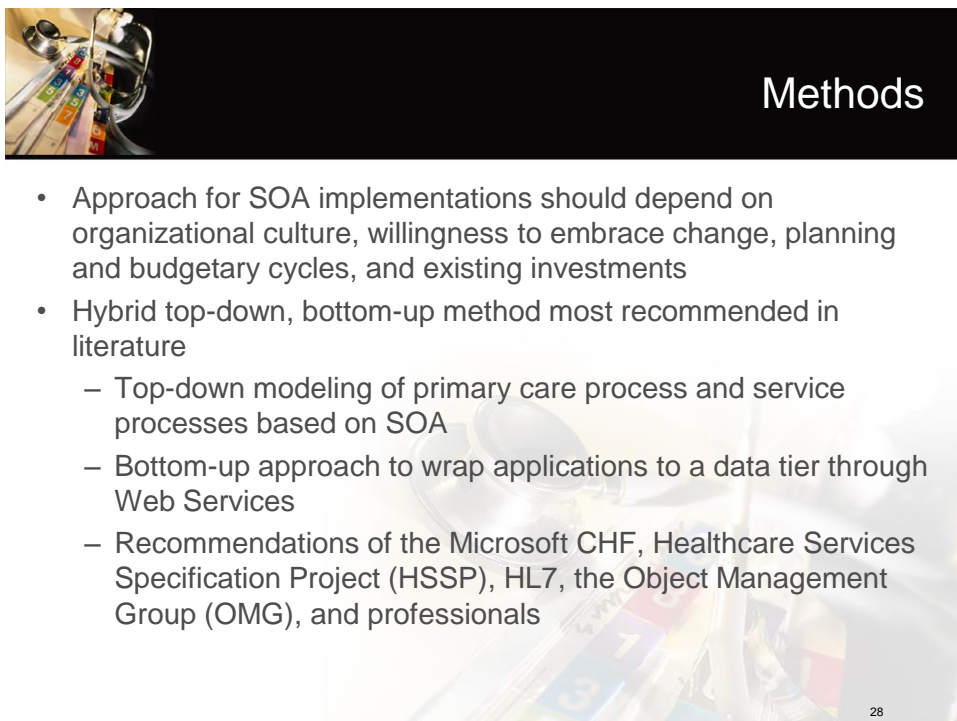 Methods
• Approach for SOA implementations should depend on
organizational culture, willingness to embrace change, planning
and budgetary cycles, and existing investments
• Hybrid top-down, bottom-up method most recommended in
literature
– Top-down modeling of primary care process and service
processes based on SOA
– Bottom-up approach to wrap applications to a data tier through
Web Services
– Recommendations of the Microsoft CHF, Healthcare Services
Specification Project (HSSP), HL7, the Object Management
Group (OMG), and professionals
28